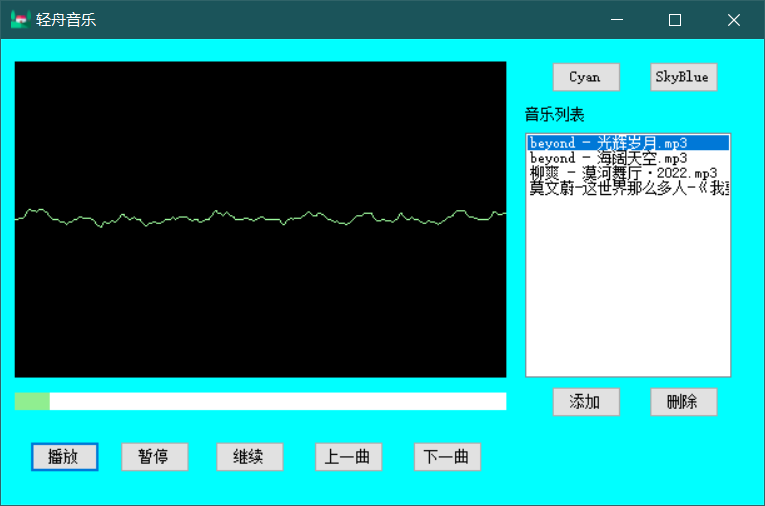 轻舟音乐
Cyan
SkyBlue
音乐列表
beyond - 光辉岁月.mp3
beyond - 海阔天空.mp3
柳爽 - 漠河舞厅·2022.mp3
莫文蔚-这世界那么多人-《我
添加
删除
播放
暂停
继续
上一曲
下一曲